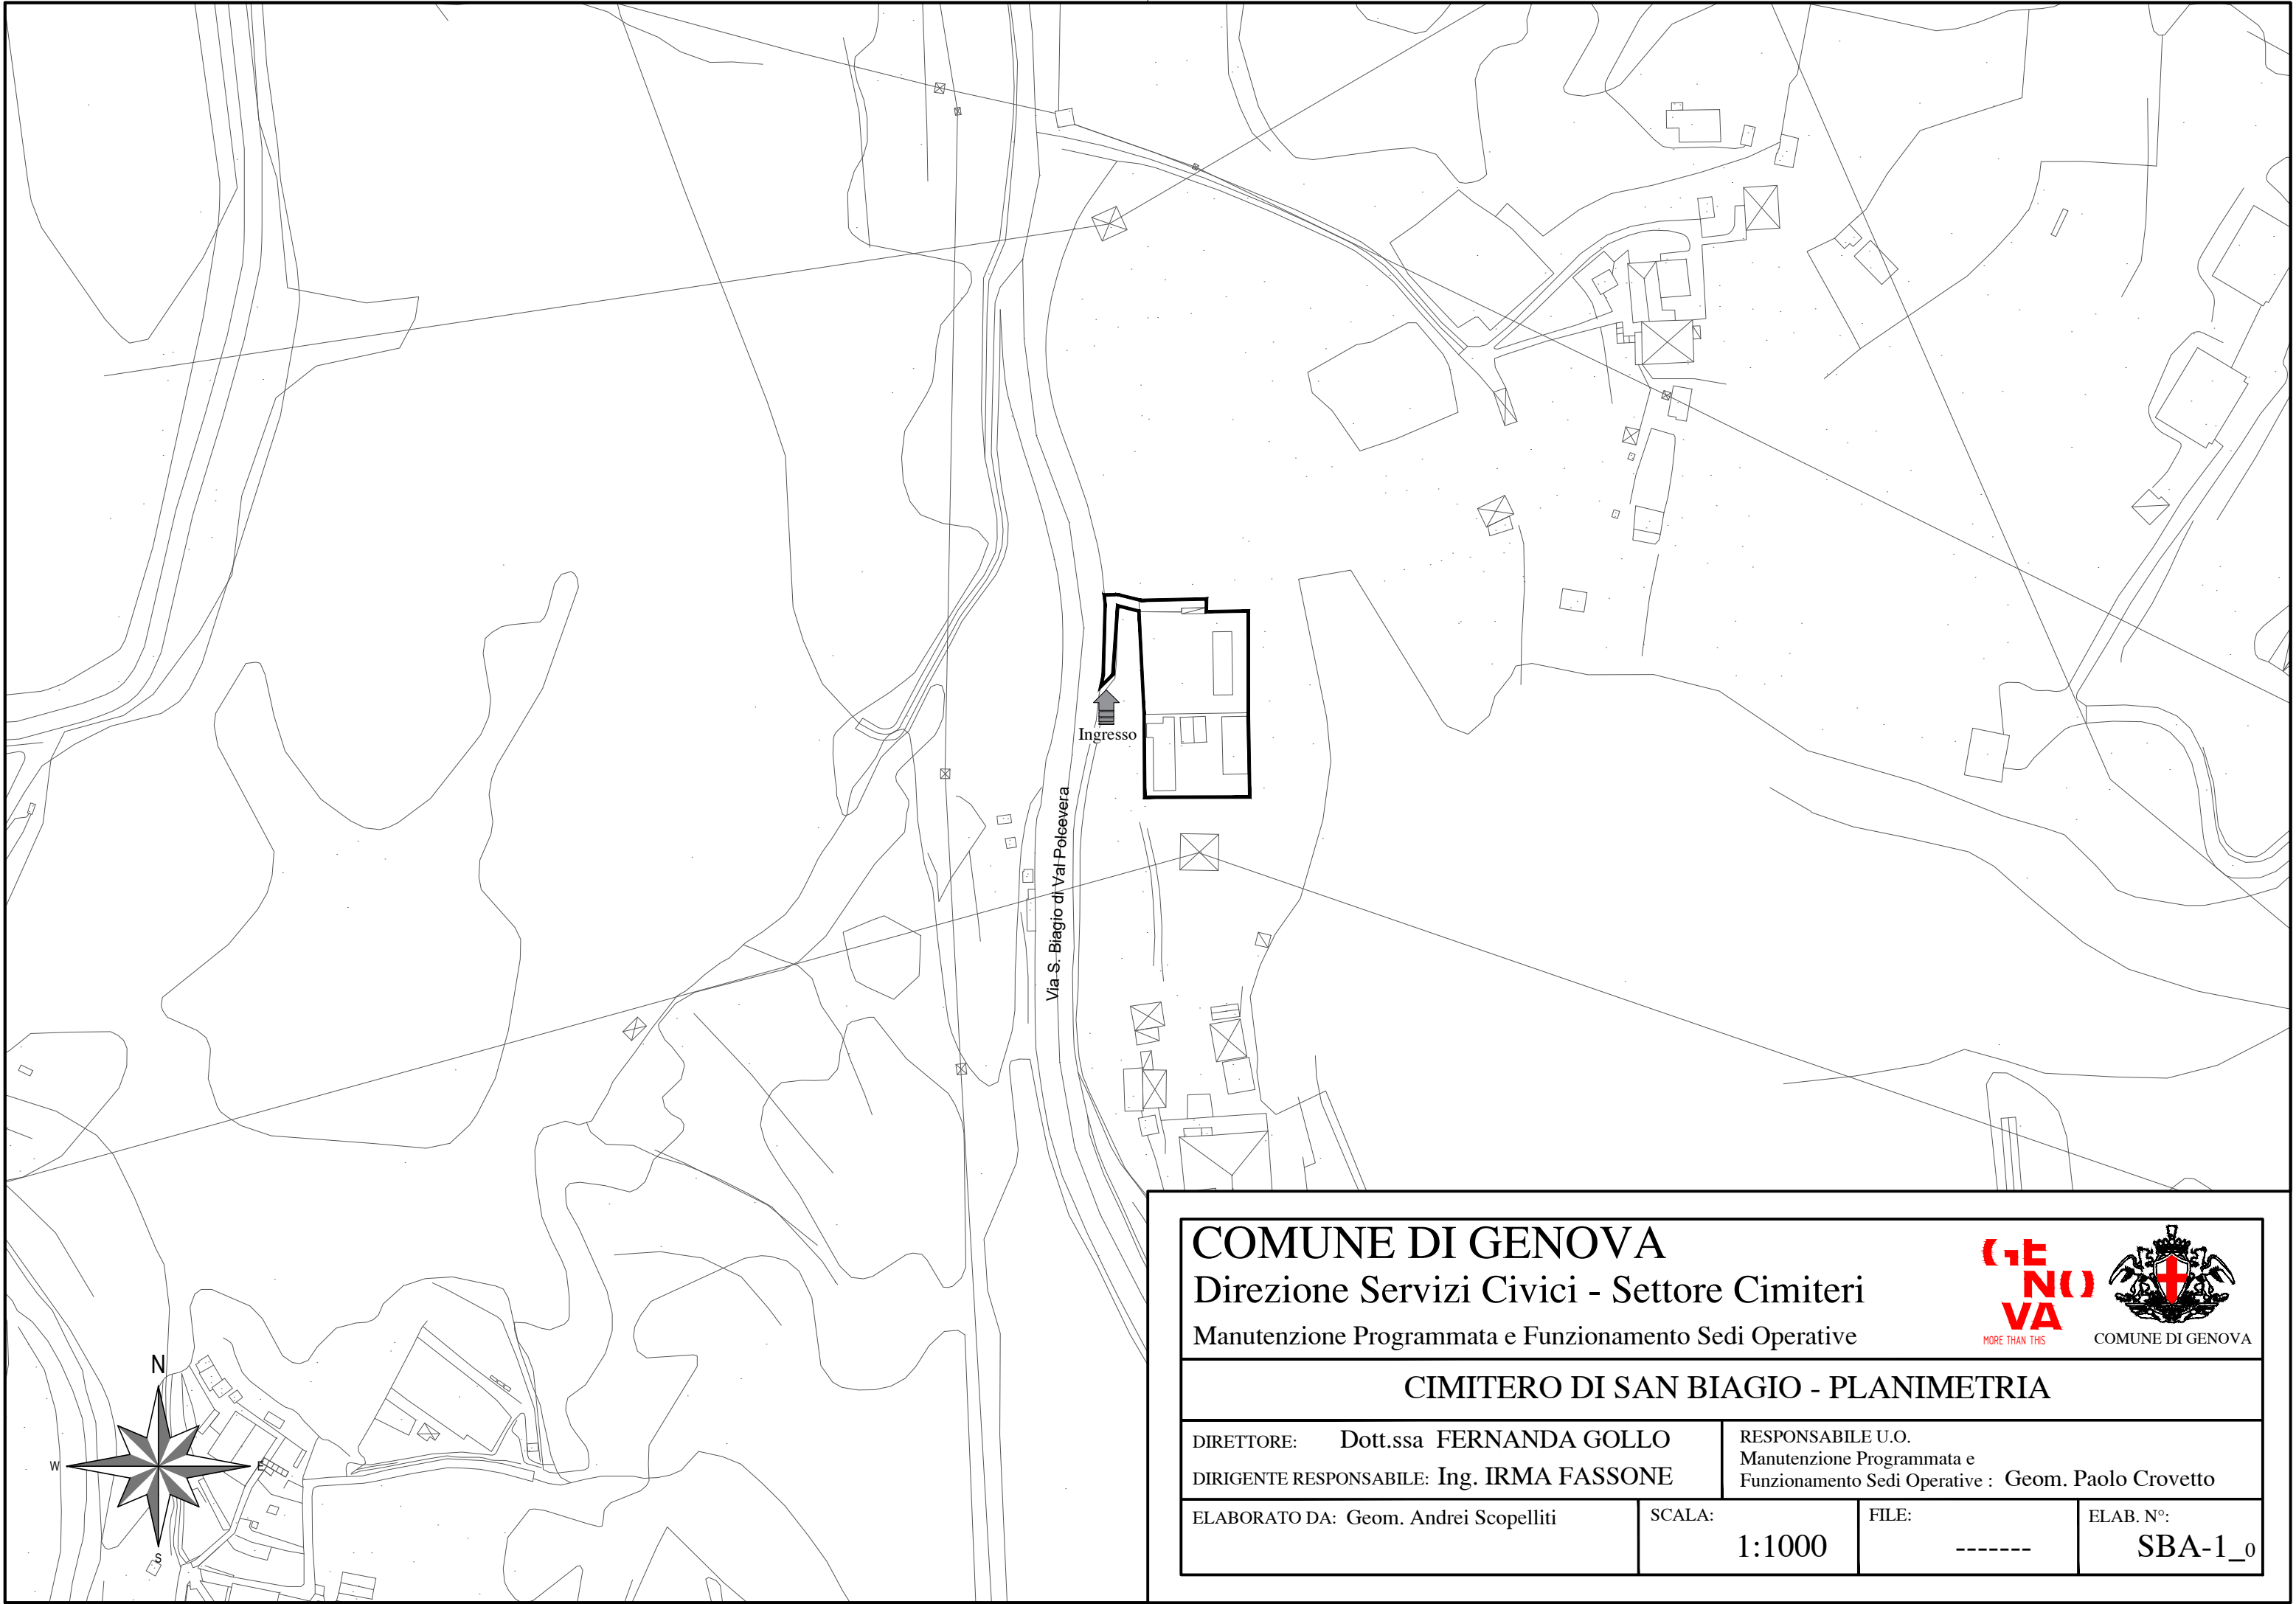 Ingresso
Via S. Biagio di Val Polcevera
N
W
E
S
COMUNE DI GENOVA
Direzione Servizi Civici - Settore Cimiteri
Manutenzione Programmata e Funzionamento Sedi Operative
GE
NO
VA
MORE THAN THIS
COMUNE DI GENOVA
CIMITERO DI SAN BIAGIO - PLANIMETRIA
DIRETTORE: Dott.ssa FERNANDA GOLLO
DIRIGENTE RESPONSABILE: Ing. IRMA FASSONE
RESPONSABILE U.O.
Manutenzione Programmata e
Funzionamento Sedi Operative : Geom. Paolo Crovetto
ELABORATO DA: Geom. Andrei Scopelliti
SCALA:
1:1000
FILE:
-------
ELAB. N°:
SBA-1_0